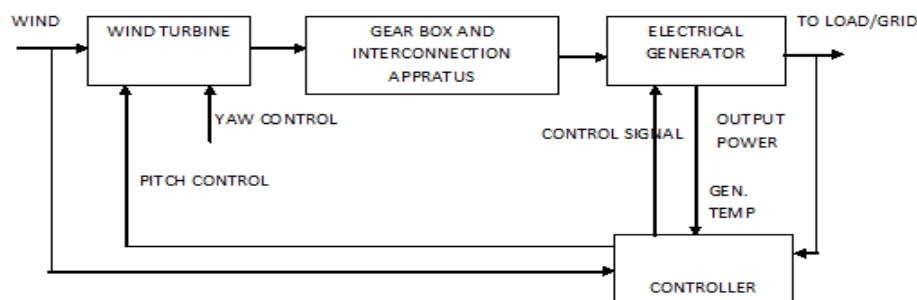 WIND
WIND TURBINE
GEAR BOX AND
INTERCONNECTION
APPRATUS
ELECTRICAL
GENERATOR
TO LOAD/GRID
YAW CONTROL
CONTROL SIGNAL
OUTPUT
POWER
PITCH CONTROL
GEN.
TEMP
CONTROLLER